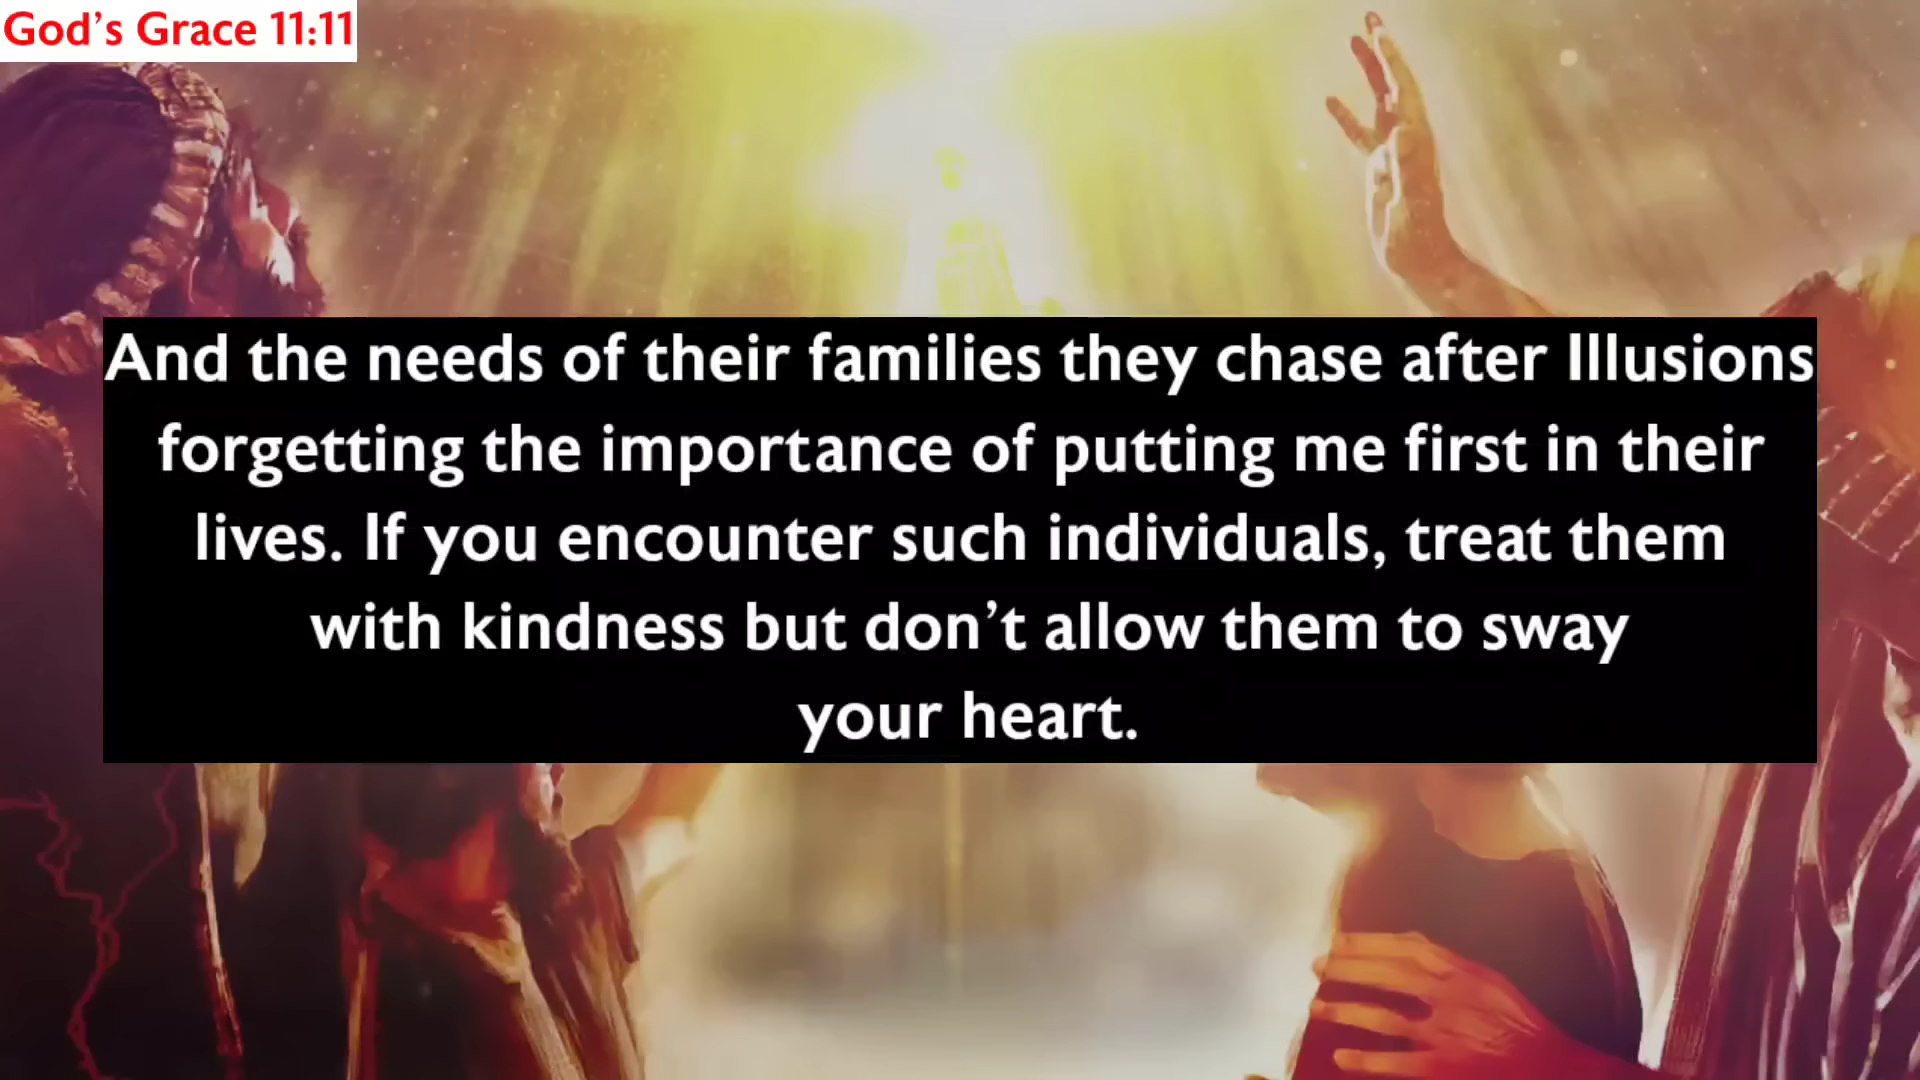 God's Grace 11:11
And the needs of their families they chase after Illusions
forgetting the importance of putting me first in their
lives. If you encounter such individuals, treat them
with kindness but don't allow them to sway
your heart.